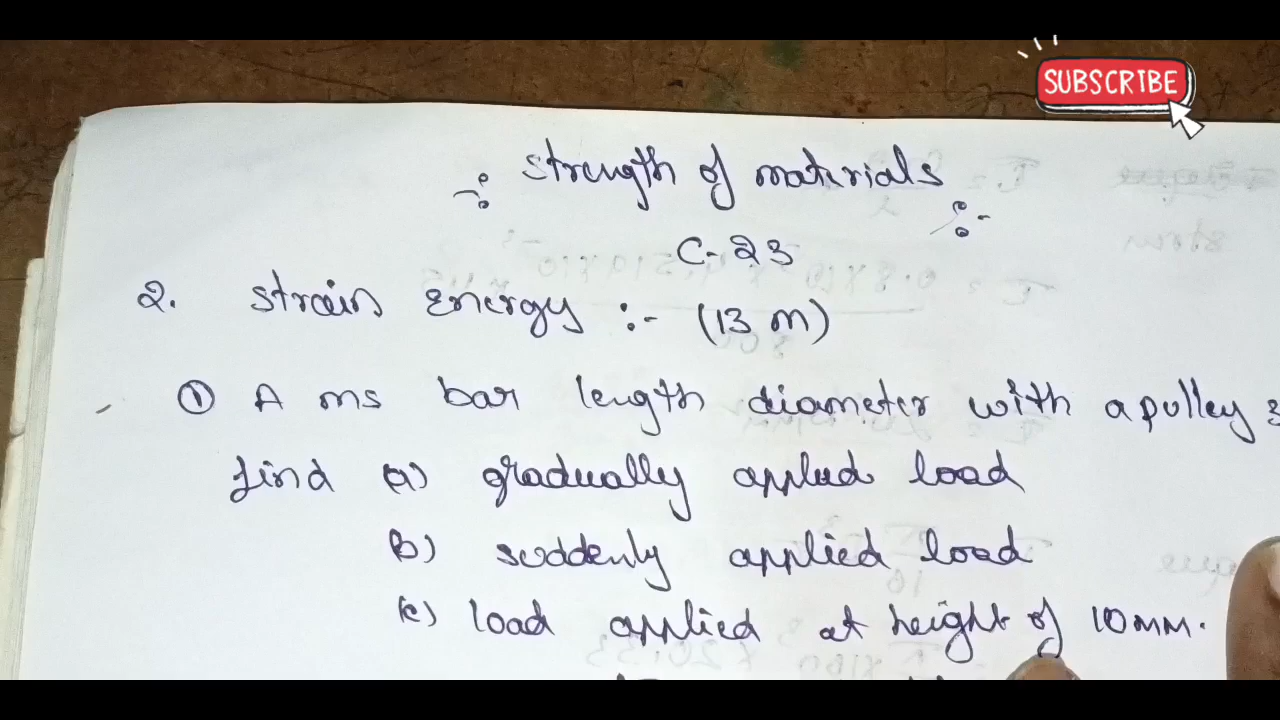 SUBSCRIBE
:- Strength of materials :-
C-23
2. Strain Energy :- (13 m)
① A ms bar length diameter with a pulley
find (a) gradually applied load
b) suddenly applied load
(c) load applied at height of 10mm.